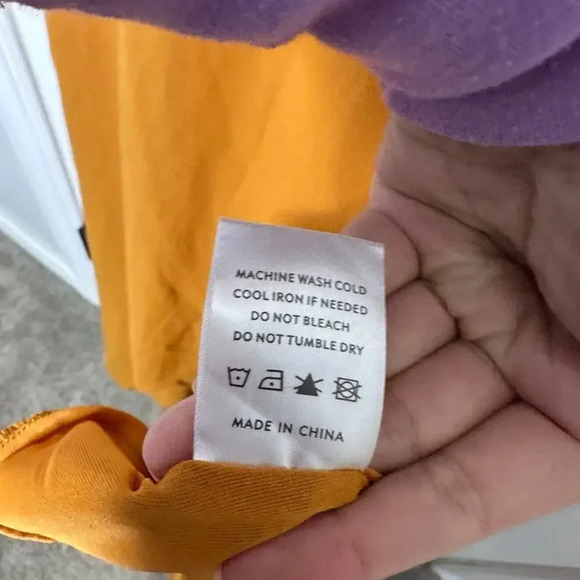 MACHINE WASH COLD
COOL IRON IF NEEDED
DO NOT BLEACH
DO NOT TUMBLE DRY
MADE IN CHINA